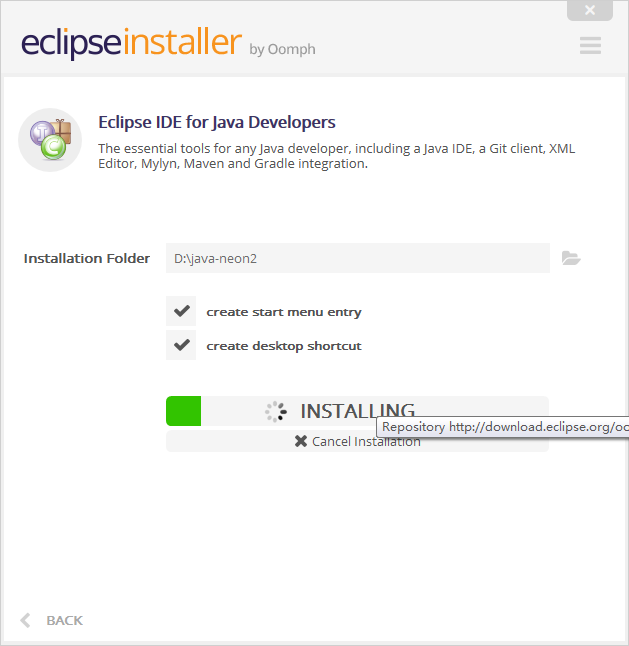 eclipseinstaller by Oomph
Eclipse IDE for Java Developers
The essential tools for any Java developer, including a Java IDE, a Git client, XML
Editor, Mylyn, Maven and Gradle integration.
Installation Folder D:\java-neon2
create start menu entry
create desktop shortcut
INSTALLING
Repository http://download.eclipse.org/oo
Cancel Installation
BACK